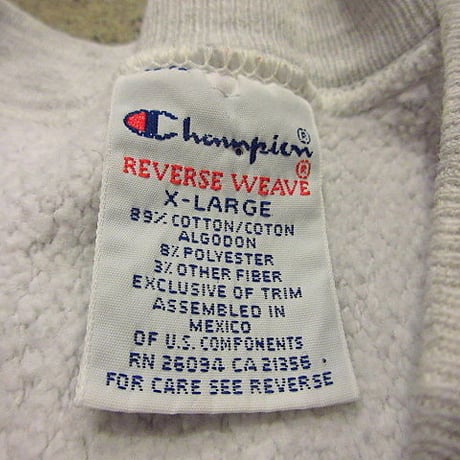 Champion®
REVERSE WEAVE®
X-LARGE
89% COTTON/COTON
ALGODON
8% POLYESTER
3% OTHER FIBER
EXCLUSIVE OF TRIM
ASSEMBLED IN
MEXICO
OF U.S. COMPONENTS
RN 26094 CA 21356
FOR CARE SEE REVERSE